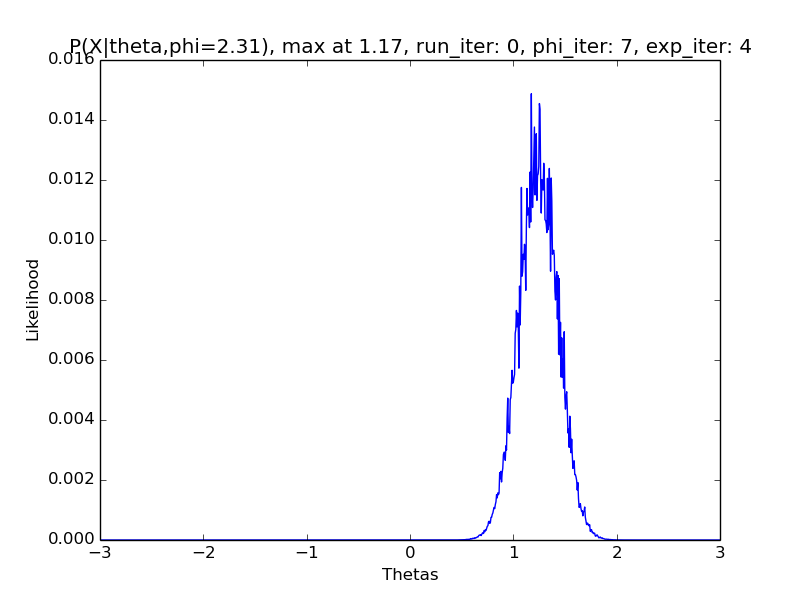 P(X|theta,phi=2.31), max at 1.17, run_iter: 0, phi_iter: 7, exp_iter: 4
0.016
0.014
0.012
0.010
0.008
0.006
0.004
0.002
0.000
Likelihood
−3 −2 −1 0 1 2 3
Thetas